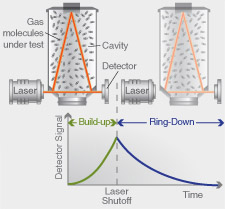 Gas
molecules
under test
Cavity
Detector
Laser
Laser
Build-up
Ring-Down
Detector Signal
Laser
Shutoff
Time